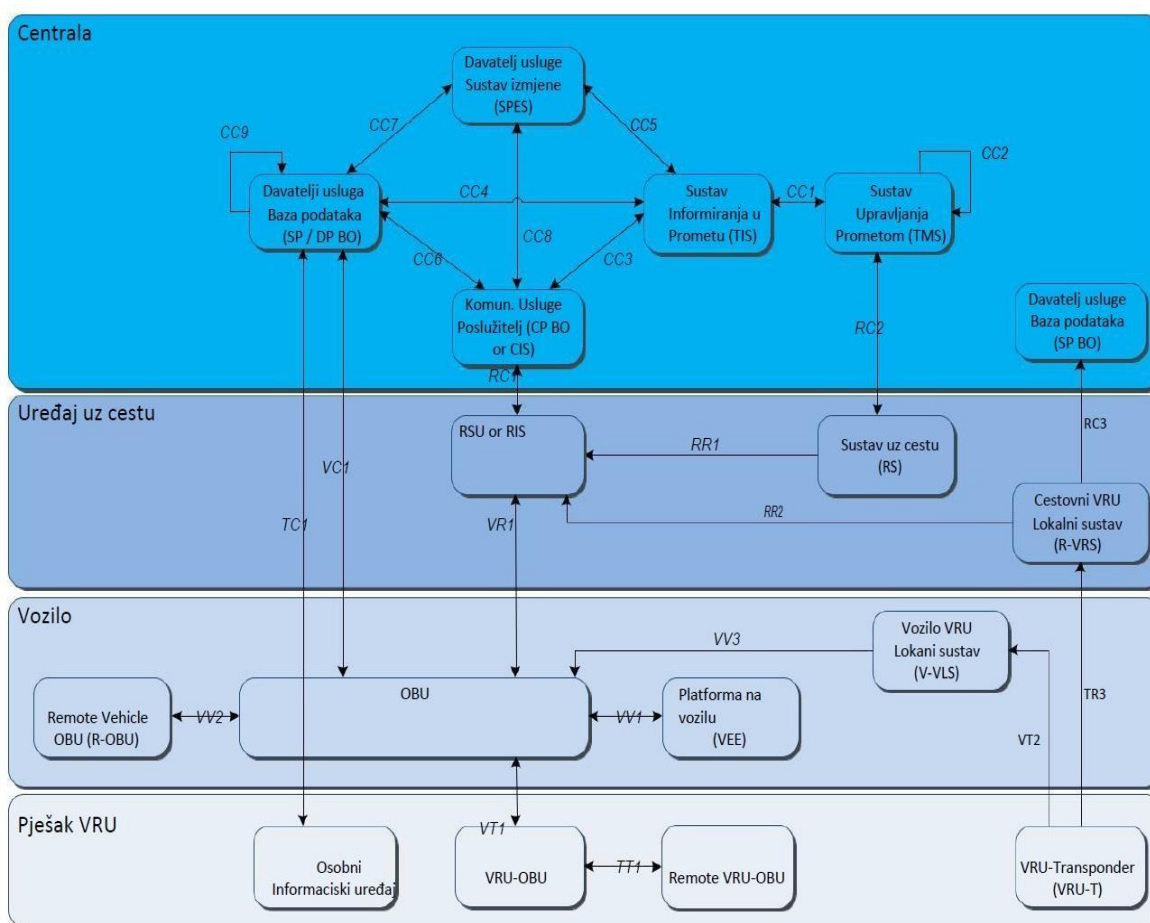 Centrala
Davatelj usluge
Sustav izmjene
(SPES)
CC9
CC7
CC5
CC2
Davatelji usluga
Baza podataka
(SP / DP BO)
CC4
Sustav
Informiranja u
Prometu (TIS)
CC1
Sustav
Upravljanja
Prometom (TMS)
CC6
CC8
CC3
Komun. Usluge
Poslužitelj (CP BO
or CIS)
Davatelj usluge
Baza podataka
(SP BO)
RC2
RC1
Uređaj uz cestu
RSU or RIS
RR1
Sustav uz cestu
(RS)
RC3
VC1
TC1
VR1
RR2
Cestovni VRU
Lokalni sustav
(R-VRS)
Vozilo
Vozilo VRU
Lokani sustav
(V-VLS)
VV3
OBU
Remote Vehicle
OBU (R-OBU)
VV2
VV1
Platforma na
vozilu
(VEE)
TR3
VT2
Pješak VRU
Osobni
Informaciski uređaj
VT1
VRU-OBU
TT1
Remote VRU-OBU
VRU-Transponder
(VRU-T)